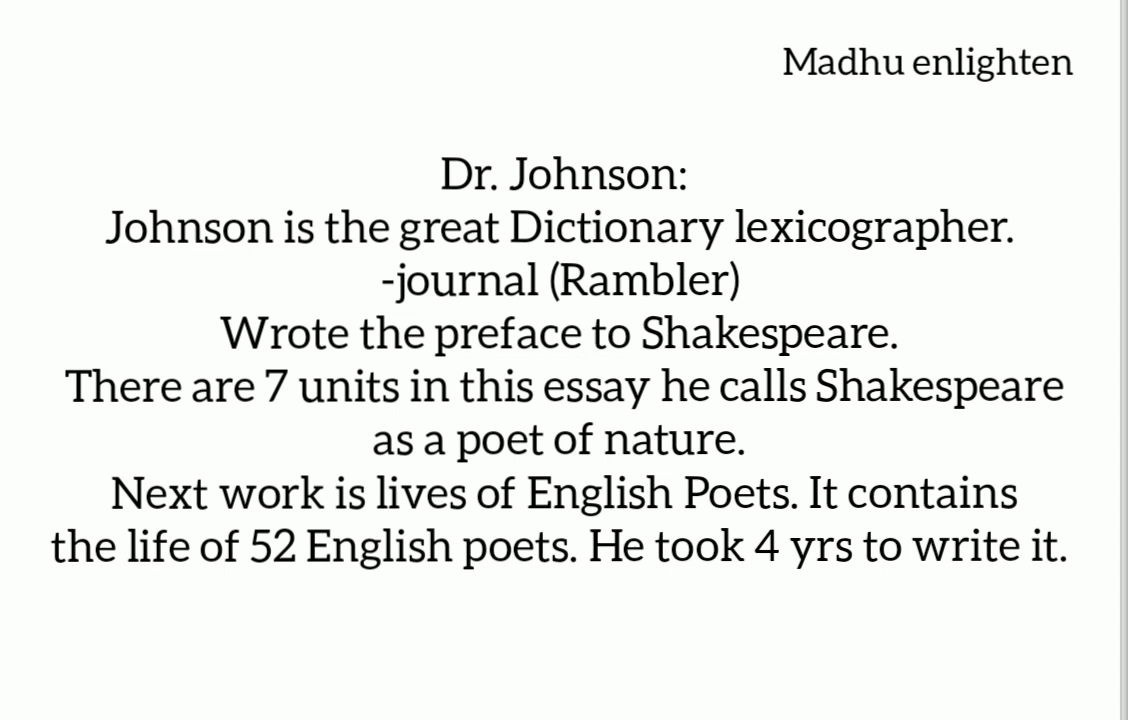 Madhu enlighten
Dr. Johnson:
Johnson is the great Dictionary lexicographer.
-journal (Rambler)
Wrote the preface to Shakespeare.
There are 7 units in this essay he calls Shakespeare
as a poet of nature.
Next work is lives of English Poets. It contains
the life of 52 English poets. He took 4 yrs to write it.